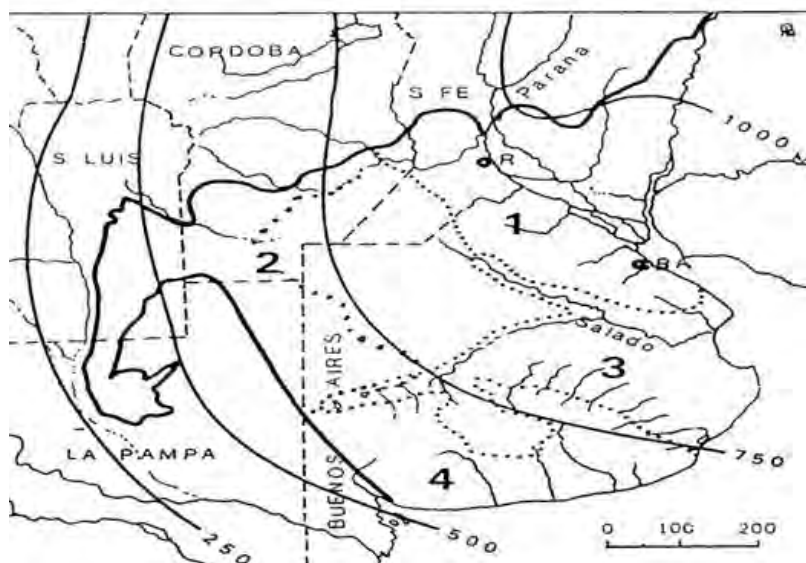 CORDOBA
S FE
Parana
1000
S LUIS
R
1
2
B
Salado
BUENOS AIRES
3
LA PAMPA
4
750
500
250
0 100 200